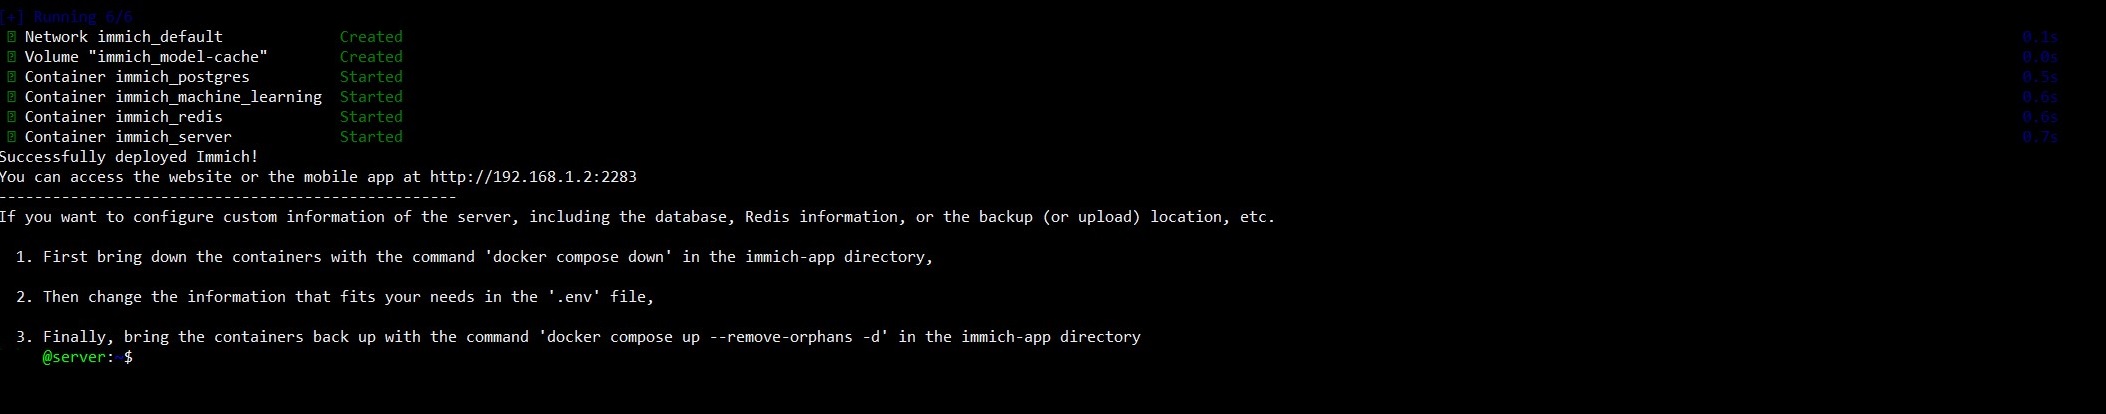 [+] Running 6/6
Network immich_default Created 0.1s
Volume "immich_model-cache" Created 0.0s
Container immich_postgres Started 0.5s
Container immich_machine_learning Started 0.6s
Container immich_redis Started 0.6s
Container immich_server Started 0.7s
Successfully deployed Immich!
You can access the website or the mobile app at http://192.168.1.2:2283
---------------------------------------------------
If you want to configure custom information of the server, including the database, Redis information, or the backup (or upload) location, etc.
1. First bring down the containers with the command 'docker compose down' in the immich-app directory,
2. Then change the information that fits your needs in the '.env' file,
3. Finally, bring the containers back up with the command 'docker compose up --remove-orphans -d' in the immich-app directory
@server:~$